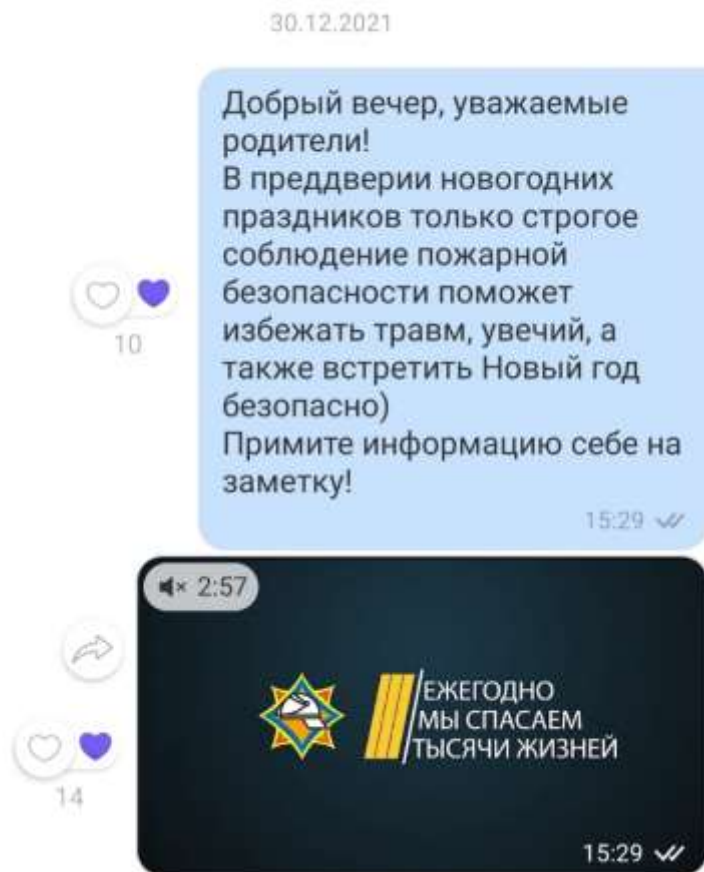 30.12.2021
Добрый вечер, уважаемые
родители!
В преддверии новогодних
праздников только строгое
соблюдение пожарной
безопасности поможет
избежать травм, увечий, а
также встретить Новый год
безопасно)
Примите информацию себе на
заметку!
10
15:29
2:57
ЕЖЕГОДНО
МЫ СПАСАЕМ
ТЫСЯЧИ ЖИЗНЕЙ
14
15:29